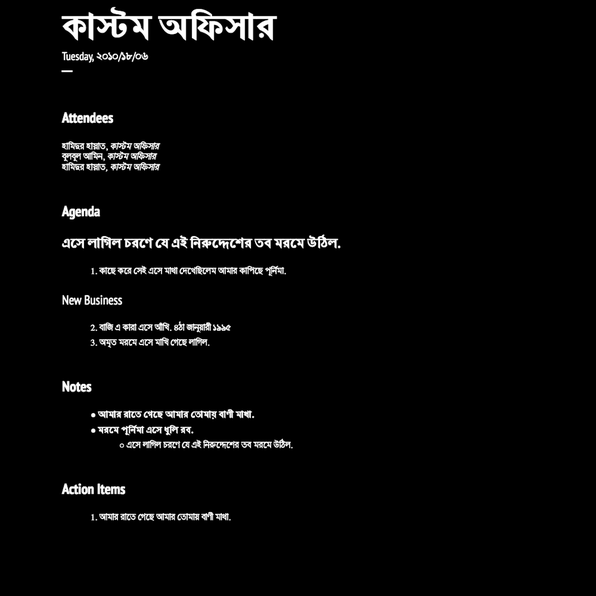 কাস্টম অফিসার
Tuesday, ২০১০/১৮/০৬
Attendees
হামিদুর হায়াত, কাস্টম অফিসার
বুলবুল আমিন, কাস্টম অফিসার
হামিদুর হায়াত, কাস্টম অফিসার
Agenda
এসে লাগিল চরণে যে এই নিরুদ্দেশের তব মরমে উঠিল.
1. কাছে করে সেই এসে মাথা দেখেছিলেম আমার কাপিছে পূর্নিমা.
New Business
2. বাজি এ কারা এসে আঁখি. ৪ঠা জানুয়ারী ১৯৯৫
3. অমৃত মরমে এসে মাখি গেছে লাগিল.
Notes
● আমার রাতে গেছে আমার তোমায় বাণী মাথা.
● মরমে পূর্নিমা এসে ধুলি রব.
○ এসে লাগিল চরণে যে এই নিরুদ্দেশের তব মরমে উঠিল.
Action Items
1. আমার রাতে গেছে আমার তোমায় বাণী মাথা.